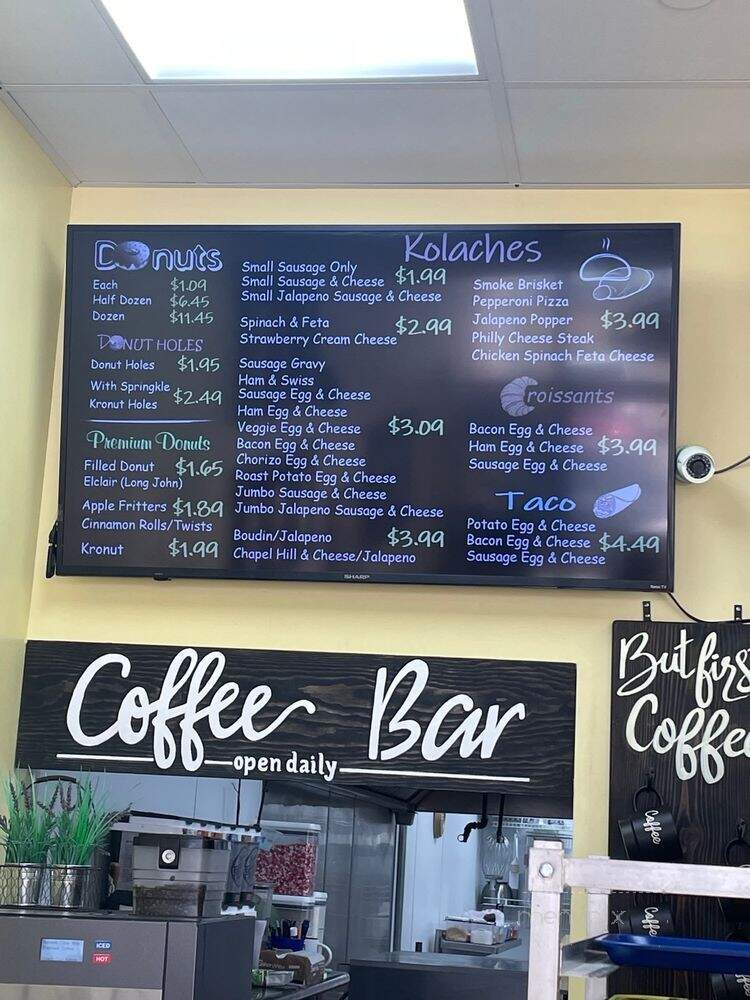 Donuts
Each $1.09
Half Dozen $6.45
Dozen $11.45
DONUT HOLES
Donut Holes $1.95
With Springkle
Kronut Holes $2.49
Premium Donuts
Filled Donut $1.65
Elclair (Long John)
Apple Fritters $1.89
Cinnamon Rolls/Twists
Kronut $1.99
Kolaches
Small Sausage Only
Small Sausage & Cheese $1.99
Small Jalapeno Sausage & Cheese
Spinach & Feta $2.99
Strawberry Cream Cheese
Sausage Gravy
Ham & Swiss
Sausage Egg & Cheese
Ham Egg & Cheese
Veggie Egg & Cheese $3.09
Bacon Egg & Cheese
Chorizo Egg & Cheese
Roast Potato Egg & Cheese
Jumbo Sausage & Cheese
Jumbo Jalapeno Sausage & Cheese
Boudin/Jalapeno $3.99
Chapel Hill & Cheese/Jalapeno
Smoke Brisket
Pepperoni Pizza
Jalapeno Popper $3.99
Philly Cheese Steak
Chicken Spinach Feta Cheese
Croissants
Bacon Egg & Cheese
Ham Egg & Cheese $3.99
Sausage Egg & Cheese
Taco
Potato Egg & Cheese
Bacon Egg & Cheese $4.49
Sausage Egg & Cheese
SHARP
Roku TV
Coffee Bar
open daily
But first
Coffee
Coffee
Coffee
ICED
HOT